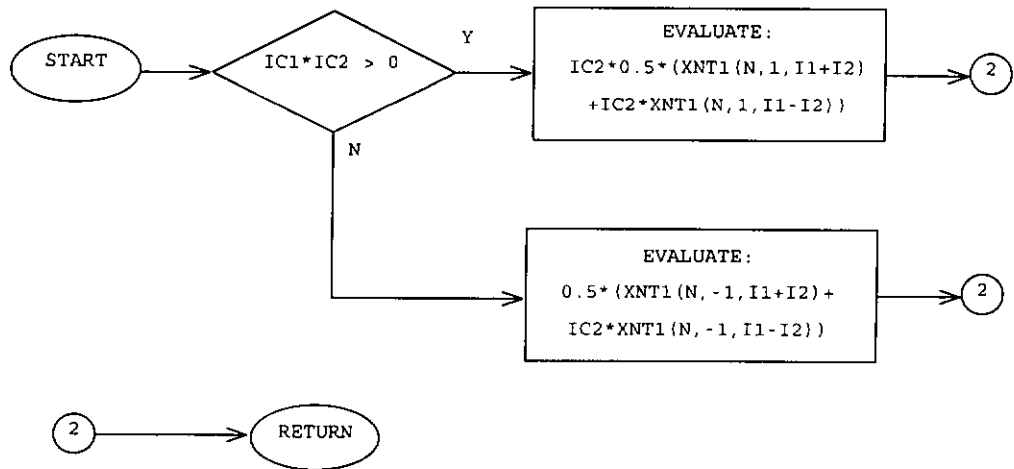 START
IC1*IC2 > 0
Y
EVALUATE:
IC2*0.5*(XNT1(N,1,I1+I2)
+IC2*XNT1(N,1,I1-I2))
2
N
EVALUATE:
0.5*(XNT1(N,-1,I1+I2)+
IC2*XNT1(N,-1,I1-I2))
2
2
RETURN